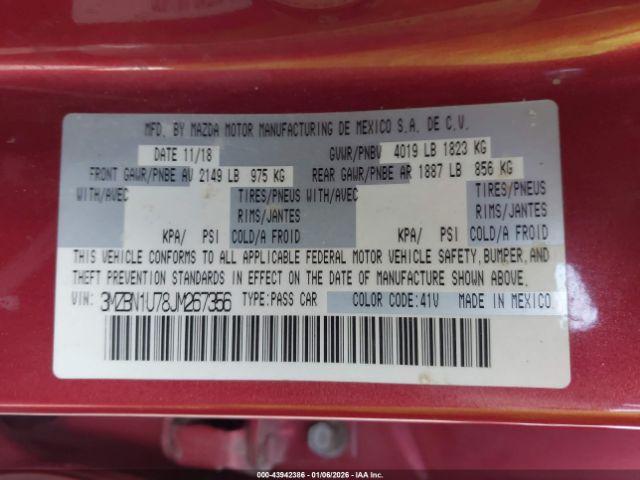 MFD. BY MAZDA MOTOR MANUFACTURING DE MEXICO S.A. DE C.V.
DATE 11/18 GVWR/PNBV 4019 LB 1823 KG
FRONT GAWR/PNBE AV 2149 LB 975 KG REAR GAWR/PNBE AR 1887 LB 856 KG
WITH/AVEC TIRES/PNEUS WITH/AVEC TIRES/PNEUS
RIMS/JANTES RIMS/JANTES
KPA/ PSI COLD/A FROID KPA/ PSI COLD/A FROID
THIS VEHICLE CONFORMS TO ALL APPLICABLE FEDERAL MOTOR VEHICLE SAFETY, BUMPER, AND
THEFT PREVENTION STANDARDS IN EFFECT ON THE DATE OF MANUFACTURE SHOWN ABOVE.
VIN: 3MZBN1U78JM267356 TYPE:PASS CAR COLOR CODE:41V MADE IN MEXICO.
000-43942386 - 01/06/2026 - IAAI.COM